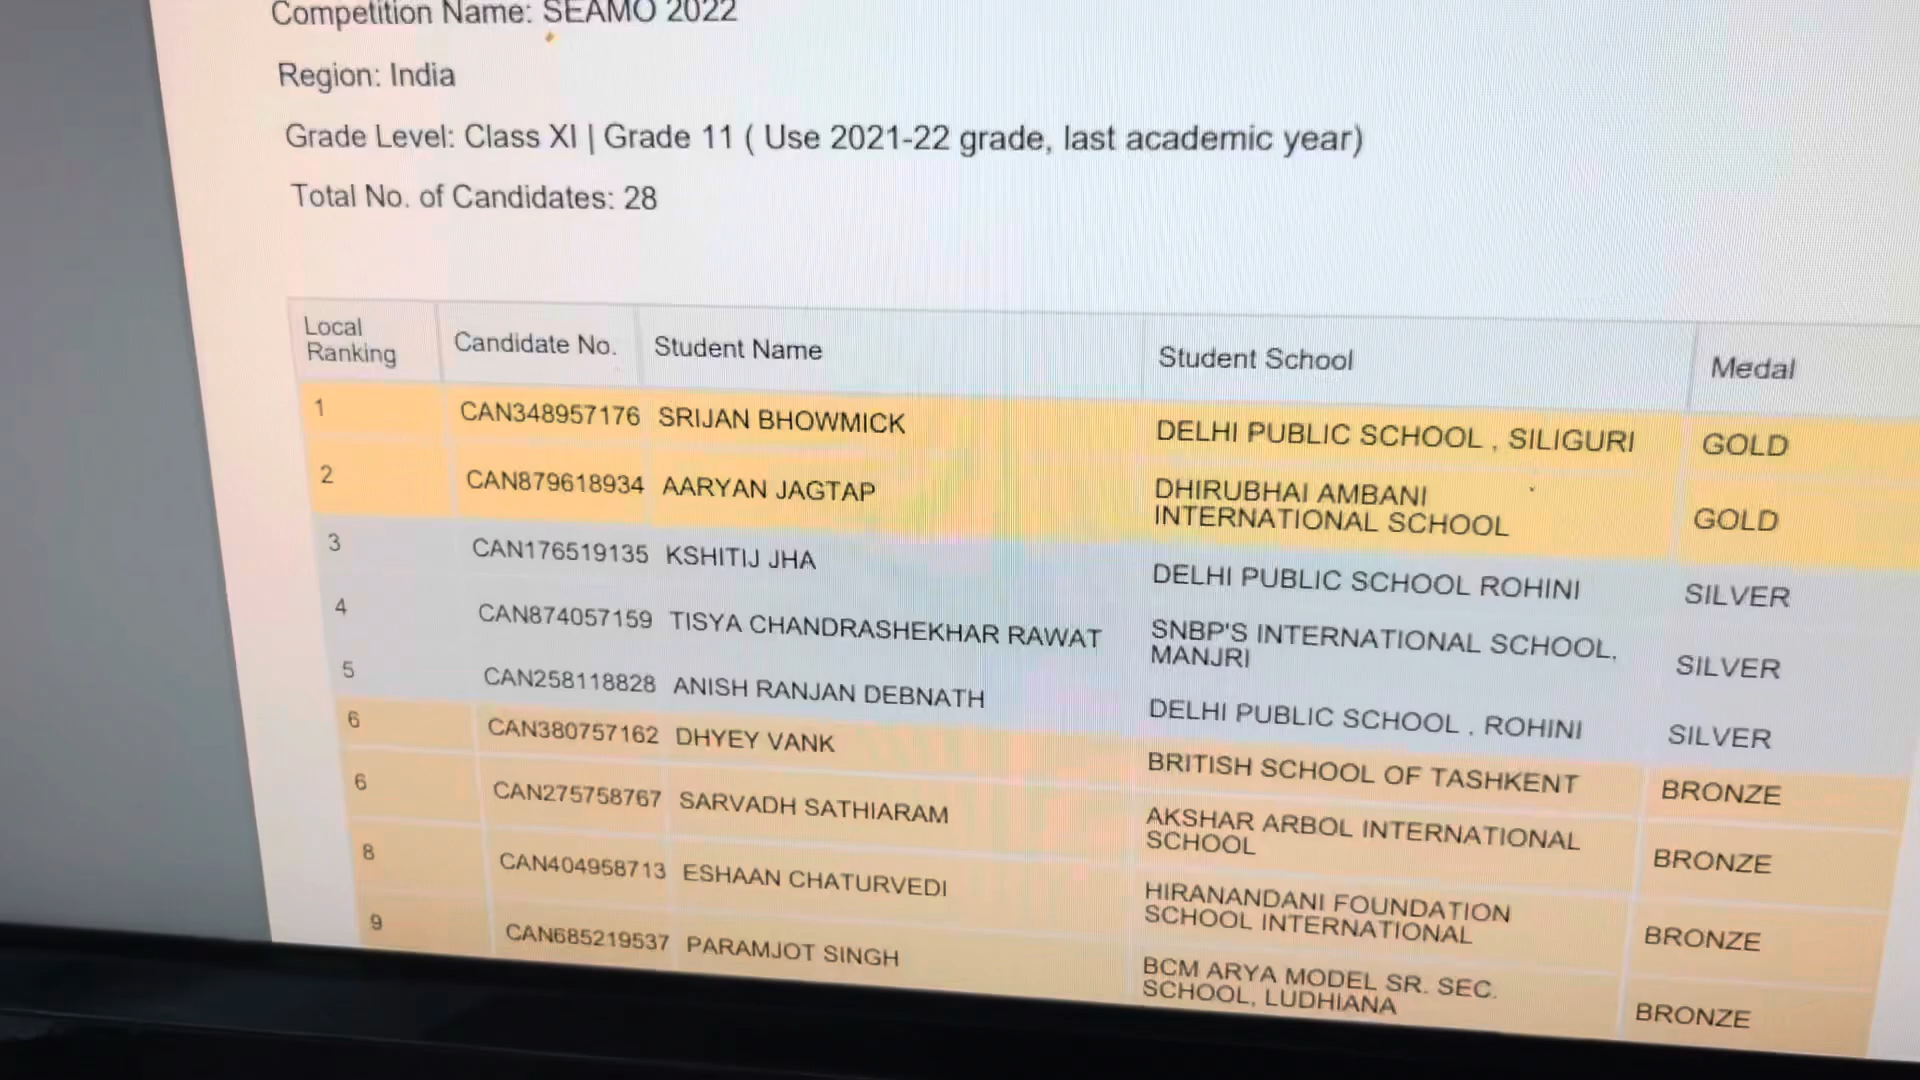 Competition Name: SEAMO 2022
Region: India
Grade Level: Class XI | Grade 11 ( Use 2021-22 grade, last academic year)
Total No. of Candidates: 28
Local Ranking Candidate No. Student Name Student School Medal
1 CAN348957176 SRIJAN BHOWMICK DELHI PUBLIC SCHOOL , SILIGURI GOLD
2 CAN879618934 AARYAN JAGTAP DHIRUBHAI AMBANI INTERNATIONAL SCHOOL GOLD
3 CAN176519135 KSHITIJ JHA DELHI PUBLIC SCHOOL ROHINI SILVER
4 CAN874057159 TISYA CHANDRASHEKHAR RAWAT SNBP'S INTERNATIONAL SCHOOL, MANJRI SILVER
5 CAN258118828 ANISH RANJAN DEBNATH DELHI PUBLIC SCHOOL , ROHINI SILVER
6 CAN380757162 DHYEY VANK BRITISH SCHOOL OF TASHKENT BRONZE
6 CAN275758767 SARVADH SATHIARAM AKSHAR ARBOL INTERNATIONAL SCHOOL BRONZE
8 CAN404958713 ESHAAN CHATURVEDI HIRANANDANI FOUNDATION SCHOOL INTERNATIONAL BRONZE
9 CAN685219537 PARAMJOT SINGH BCM ARYA MODEL SR. SEC. SCHOOL, LUDHIANA BRONZE